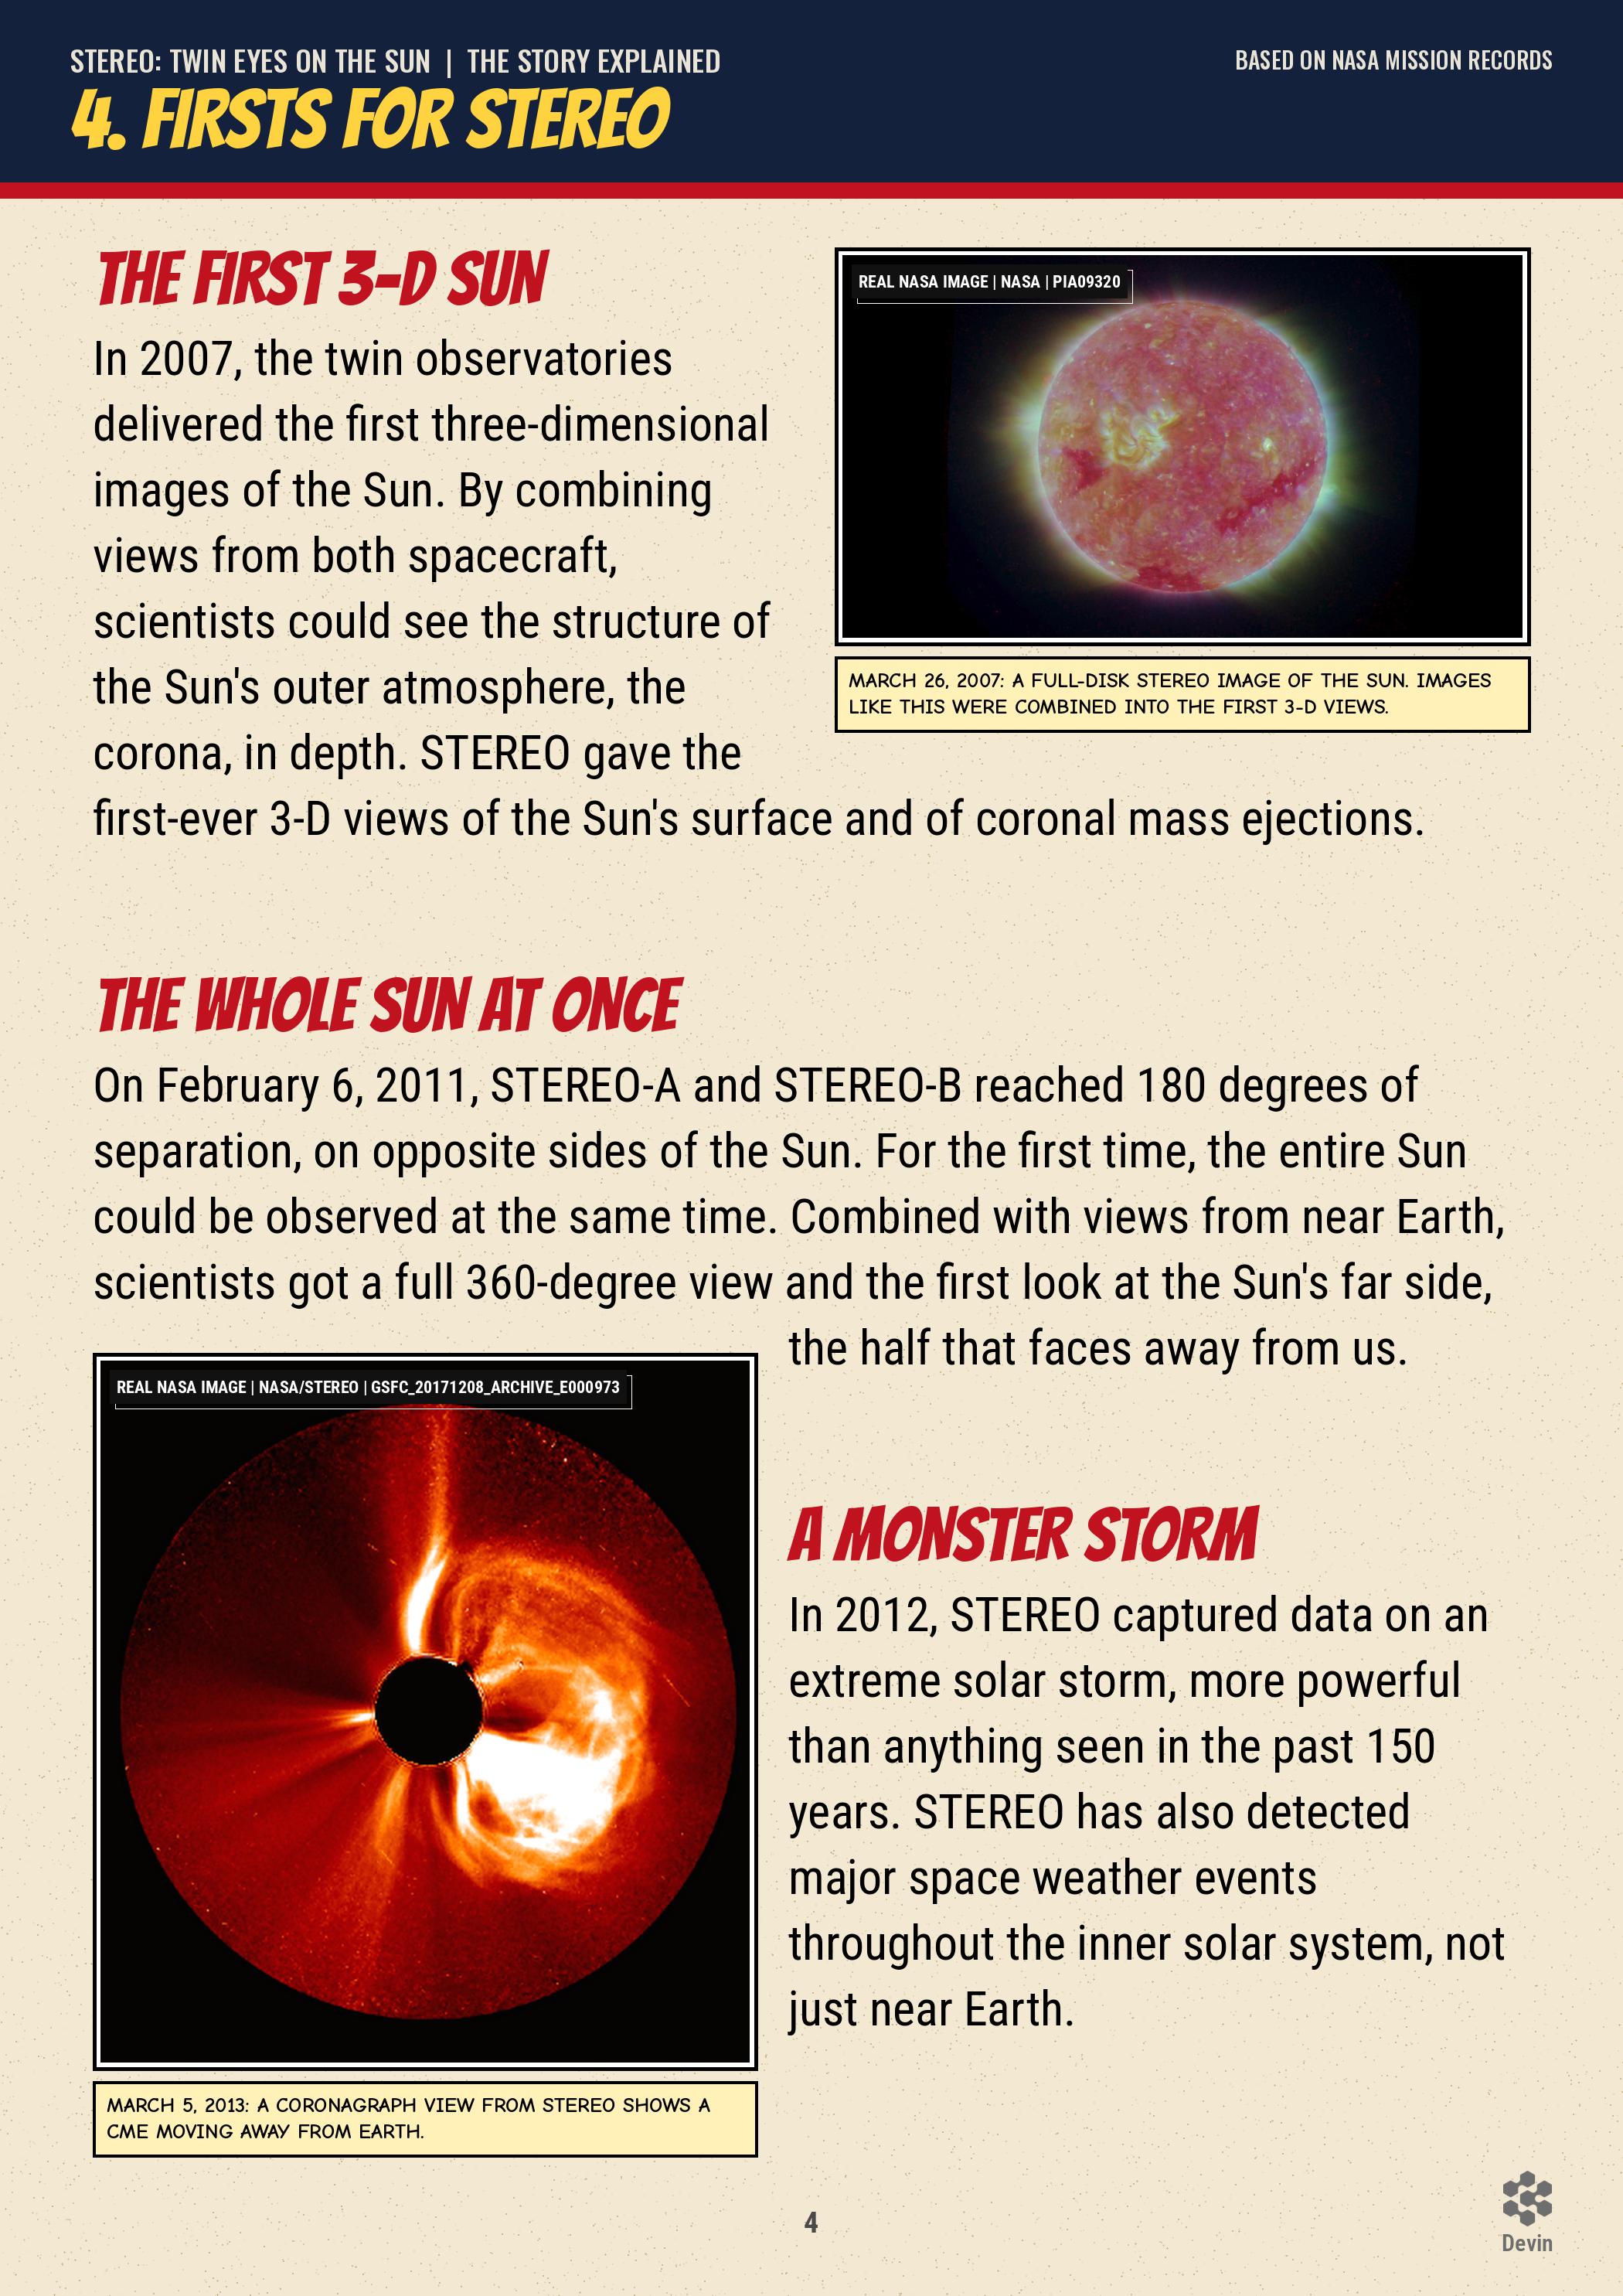 STEREO: TWIN EYES ON THE SUN | THE STORY EXPLAINED
BASED ON NASA MISSION RECORDS
4. FIRSTS FOR STEREO
THE FIRST 3-D SUN
In 2007, the twin observatories
delivered the first three-dimensional
images of the Sun. By combining
views from both spacecraft,
scientists could see the structure of
the Sun's outer atmosphere, the
corona, in depth. STEREO gave the
first-ever 3-D views of the Sun's surface and of coronal mass ejections.
REAL NASA IMAGE | NASA | PIA09320
MARCH 26, 2007: A FULL-DISK STEREO IMAGE OF THE SUN. IMAGES
LIKE THIS WERE COMBINED INTO THE FIRST 3-D VIEWS.
THE WHOLE SUN AT ONCE
On February 6, 2011, STEREO-A and STEREO-B reached 180 degrees of
separation, on opposite sides of the Sun. For the first time, the entire Sun
could be observed at the same time. Combined with views from near Earth,
scientists got a full 360-degree view and the first look at the Sun's far side,
the half that faces away from us.
REAL NASA IMAGE | NASA/STEREO | GSFC_20171208_ARCHIVE_E000973
MARCH 5, 2013: A CORONAGRAPH VIEW FROM STEREO SHOWS A
CME MOVING AWAY FROM EARTH.
A MONSTER STORM
In 2012, STEREO captured data on an
extreme solar storm, more powerful
than anything seen in the past 150
years. STEREO has also detected
major space weather events
throughout the inner solar system, not
just near Earth.
4
Devin